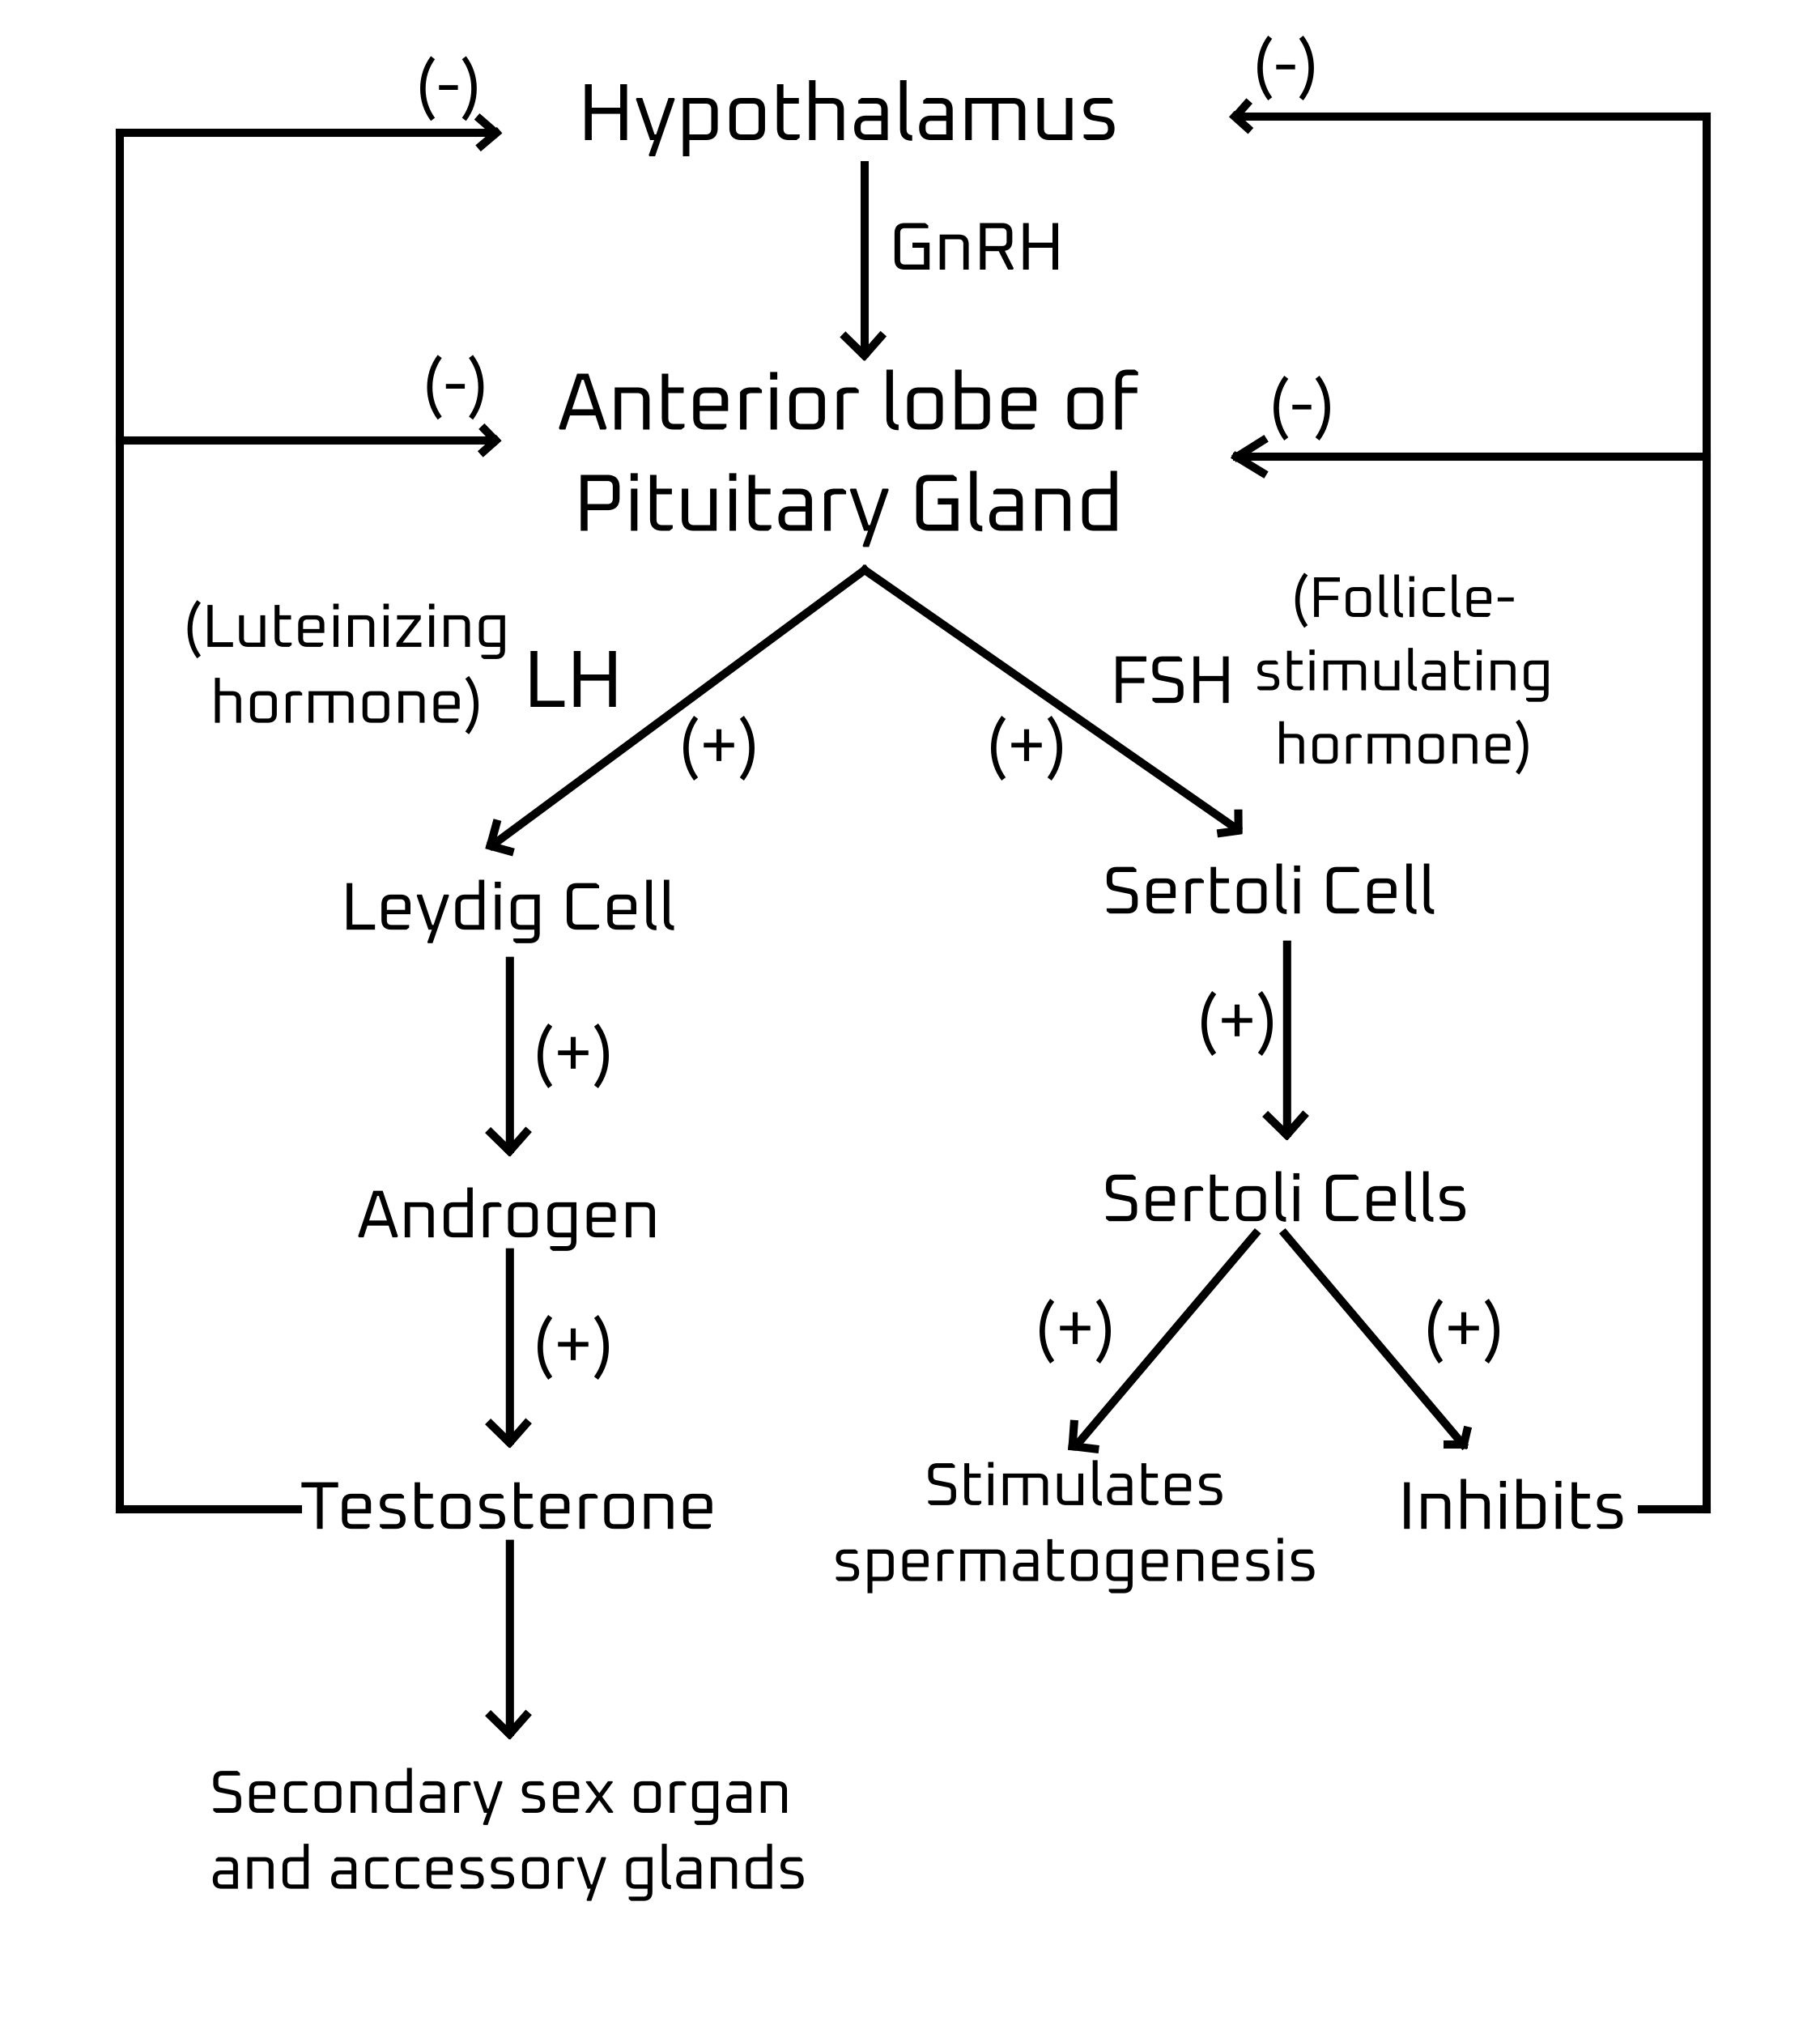 (-)
Hypothalamus
(-)
GnRH
(-)
Anterior lobe of
Pituitary Gland
(-)
(Luteinizing
hormone)
LH
(+)
(+)
FSH
(Follicle-
stimulating
hormone)
Leydig Cell
Sertoli Cell
(+)
(+)
Androgen
Sertoli Cells
(+)
(+)
(+)
Testosterone
Stimulates
spermatogenesis
Inhibits
Secondary sex organ
and accessory glands